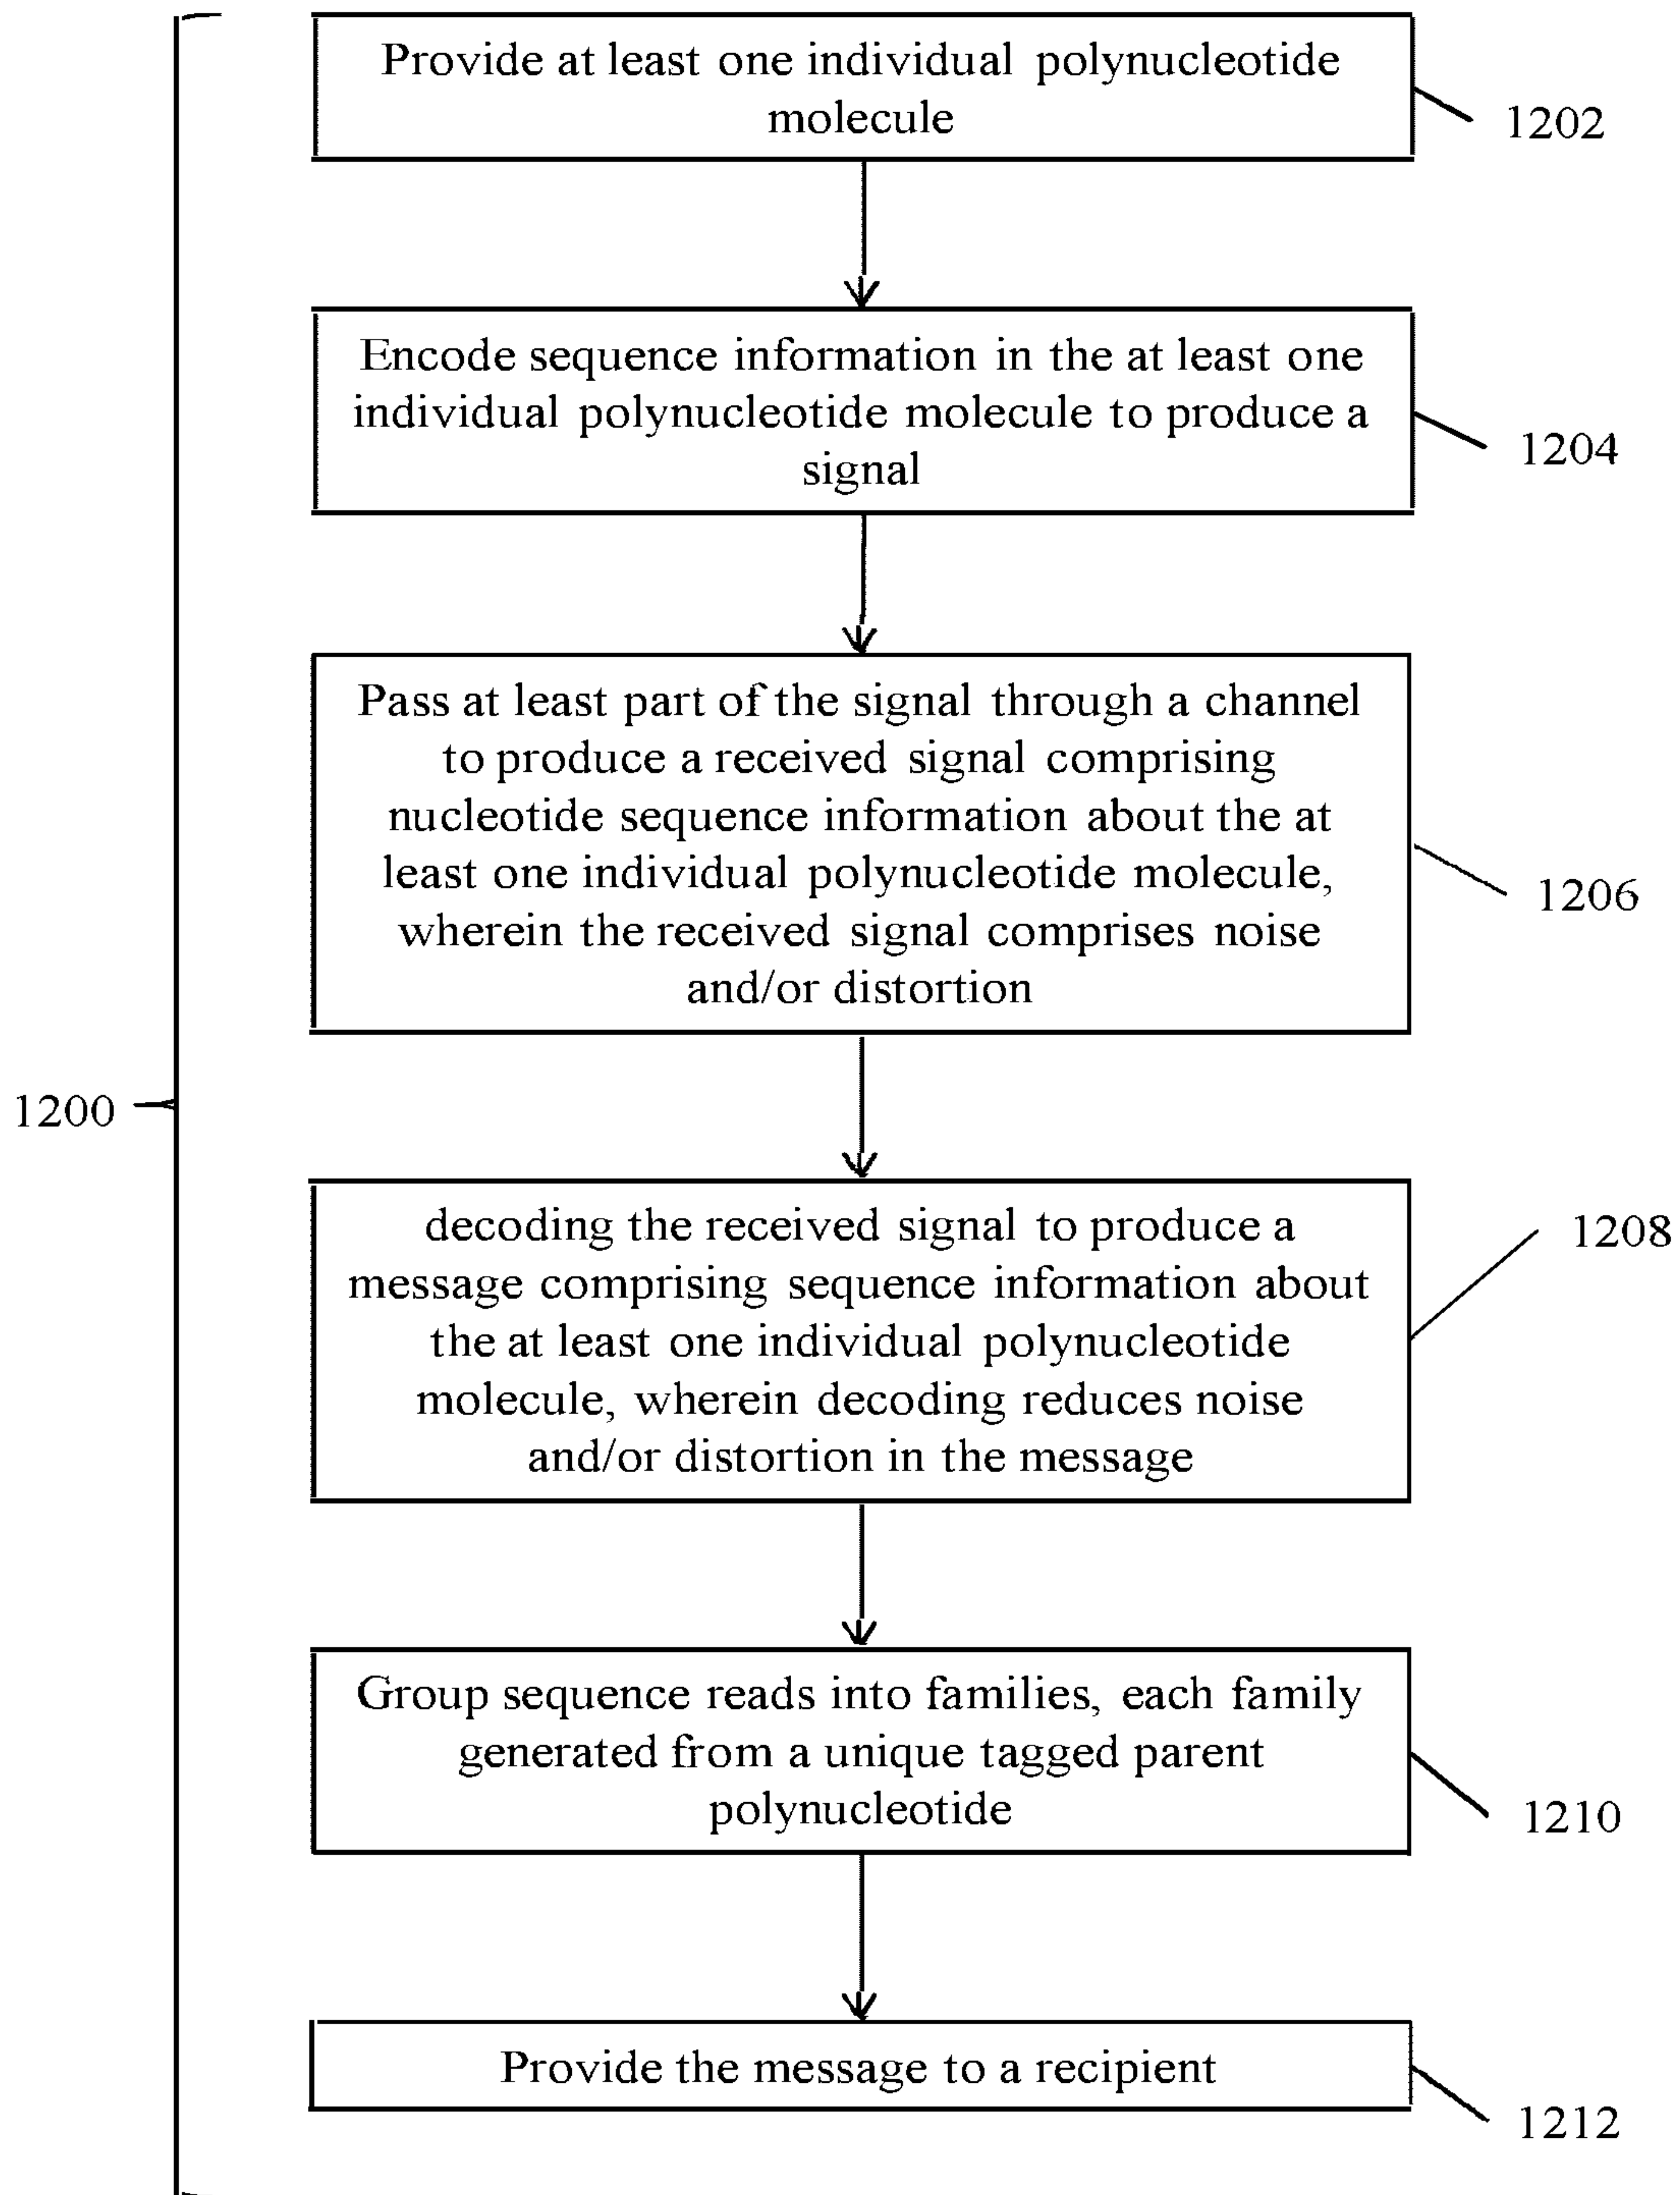 Provide at least one individual polynucleotide
molecule
1202
Encode sequence information in the at least one
individual polynucleotide molecule to produce a
signal
1204
Pass at least part of the signal through a channel
to produce a received signal comprising
nucleotide sequence information about the at
least one individual polynucleotide molecule,
wherein the received signal comprises noise
and/or distortion
1206
1200
decoding the received signal to produce a
message comprising sequence information about
the at least one individual polynucleotide
molecule, wherein decoding reduces noise
and/or distortion in the message
1208
Group sequence reads into families, each family
generated from a unique tagged parent
polynucleotide
1210
Provide the message to a recipient
1212